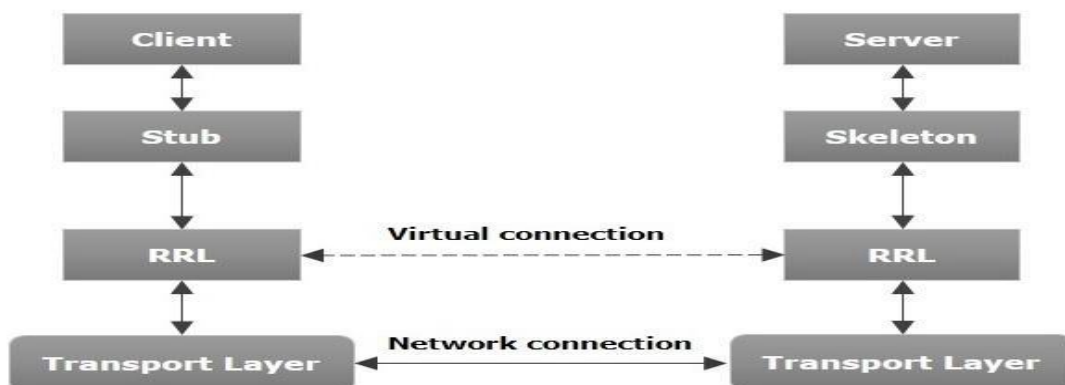 Client
Server
Stub
Skeleton
Virtual connection
RRL
RRL
Network connection
Transport Layer
Transport Layer